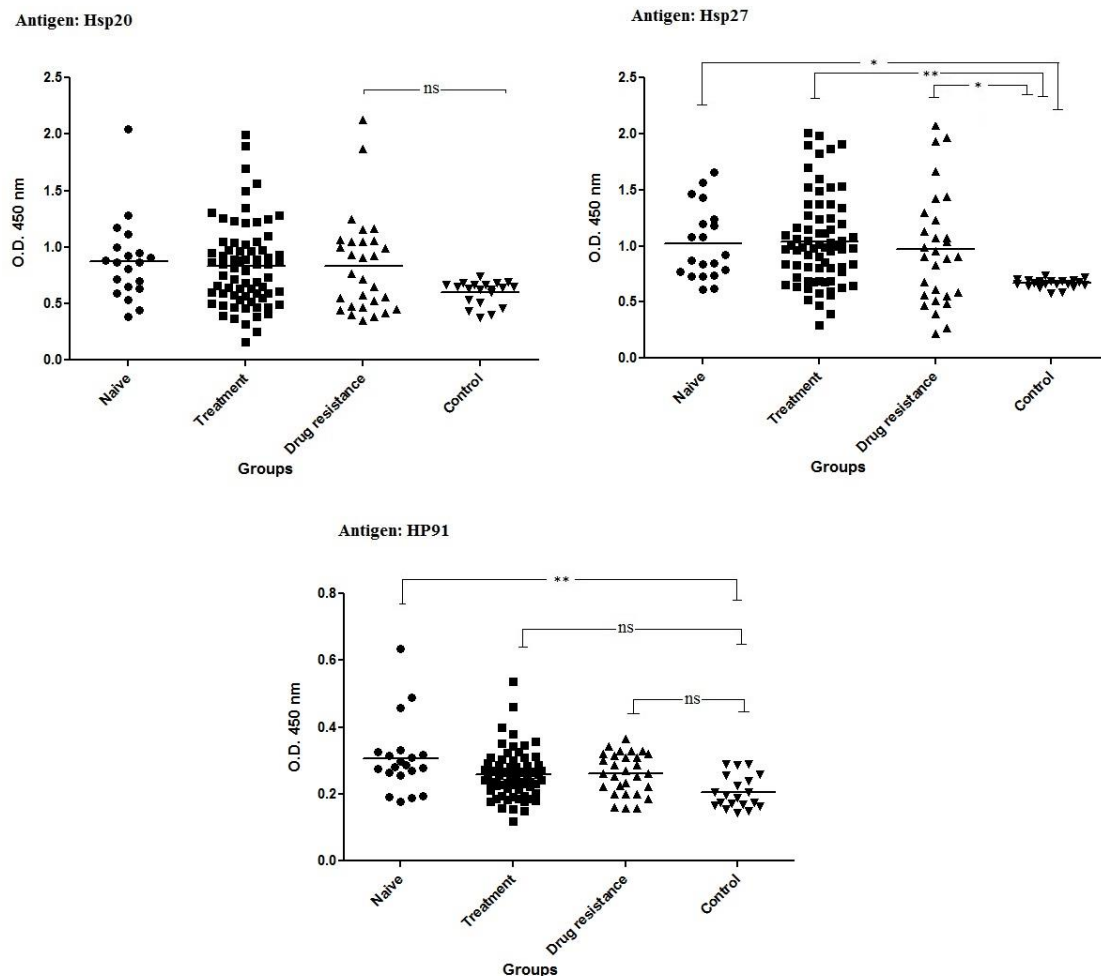 Antigen: Hsp20
ns
2.5
2.0
1.5
1.0
0.5
0.0
O.D. 450 nm
Naive
Treatment
Drug resistance
Control
Groups
Antigen: Hsp27
*
**
*
2.5
2.0
1.5
1.0
0.5
0.0
O.D. 450 nm
Naive
Treatment
Drug resistance
Control
Groups
Antigen: HP91
**
ns
ns
0.8
0.6
0.4
0.2
0.0
O.D. 450 nm
Naive
Treatment
Drug resistance
Control
Groups